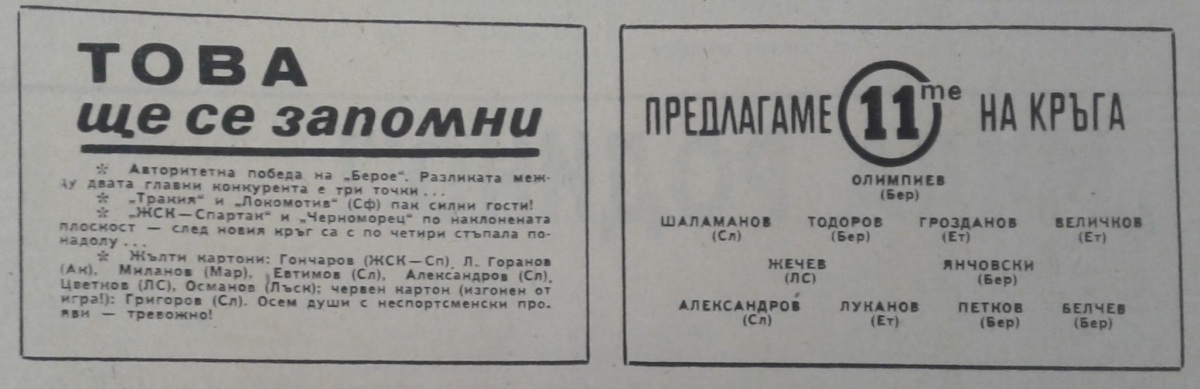 ТОВА
ще се запомни
* Авторитетна победа на „Берое“. Разликата меж-
ду двата главни конкурента е три точки . . .
* „Тракия“ и „Локомотив“ (Сф) пак силни гости!
* „ЖСК—Спартак“ и „Черноморец“ по наклонената
плоскост — след новия кръг са с по четири стъпала по-
надолу . . .
* Жълти картони: Гончаров (ЖСК—Сп), Л. Горанов
(Ак), Миланов (Мар), Евтимов (Сл), Александров (Сл),
Цветков (ЛС), Османов (Лъск); червен картон (изгонен от
игра!): Григоров (Сл). Осем души с неспортсменски про-
яви — тревожно!
ПРЕДЛАГАМЕ 11те НА КРЪГА
ОЛИМПИЕВ
(Бер)
ШАЛАМАНОВ ТОДОРОВ ГРОЗДАНОВ ВЕЛИЧКОВ
(Сл) (Бер) (Ет) (Ет)
ЖЕЧЕВ ЯНЧОВСКИ
(ЛС) (Бер)
АЛЕКСАНДРОВ ЛУКАНОВ ПЕТКОВ БЕЛЧЕВ
(Сл) (Ет) (Бер) (Бер)